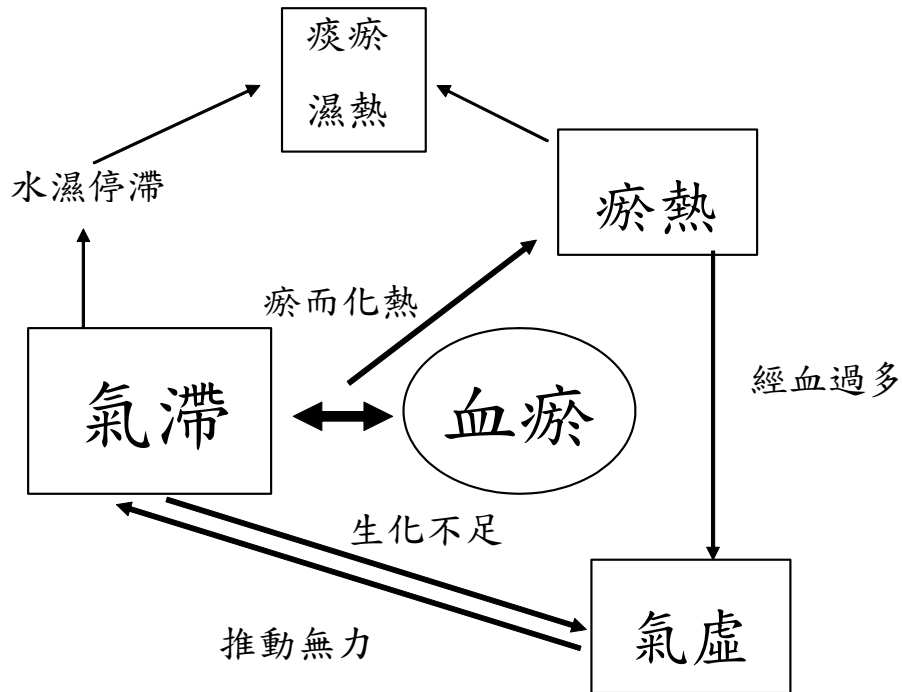 痰瘀
濕熱
水濕停滯
瘀熱
瘀而化熱
氣滯
血瘀
經血過多
生化不足
推動無力
氣虛